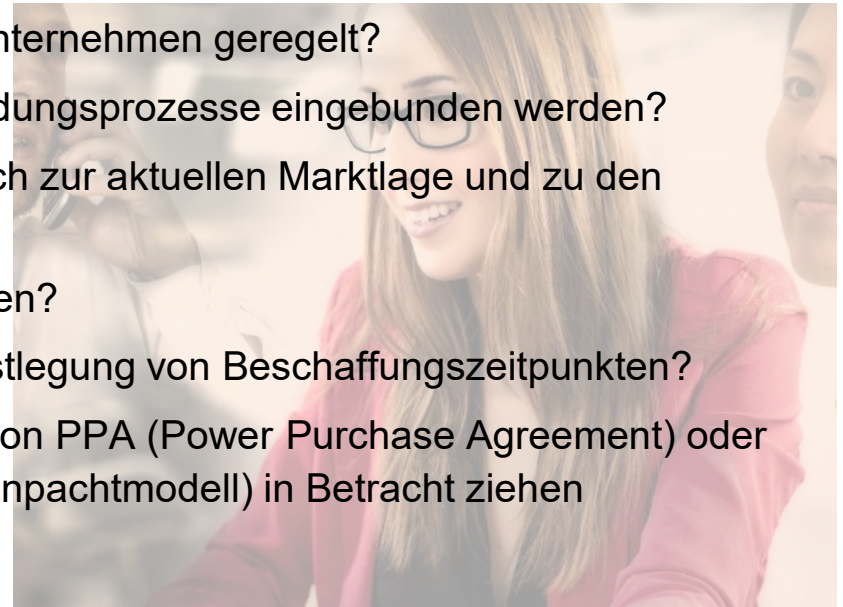 nternehmen geregelt?
dungsprozesse eingebunden werden?
ch zur aktuellen Marktlage und zu den
en?
stlegung von Beschaffungszeitpunkten?
on PPA (Power Purchase Agreement) oder
npachtmodell) in Betracht ziehen